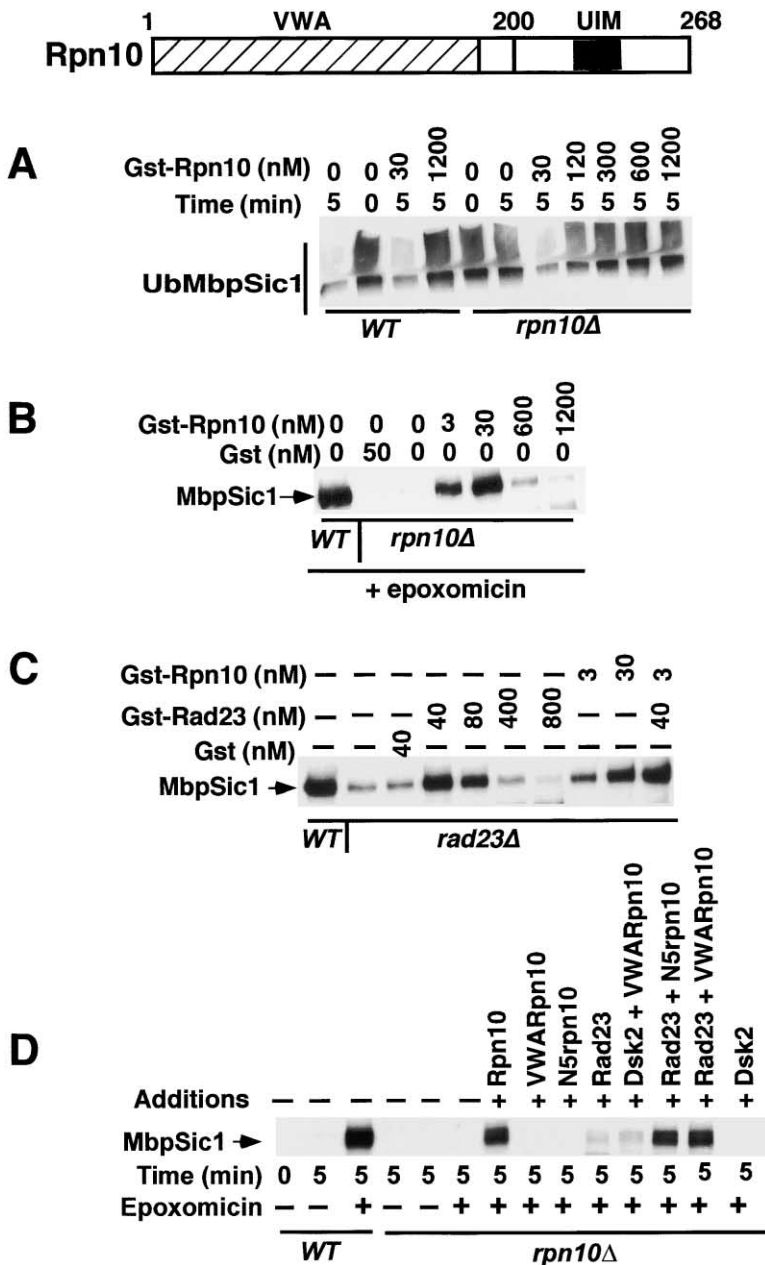 1 VWA 200 UIM 268
Rpn10
A
Gst-Rpn10 (nM) 0 0 30 1200 0 0 30 120 300 600 1200
Time (min) 5 0 5 5 0 5 5 5 5 5 5
UbMbpSic1
WT rpn10Δ
B
Gst-Rpn10 (nM) 0 0 0 3 30 600 1200
Gst (nM) 0 50 0 0 0 0 0
MbpSic1
WT rpn10Δ
+ epoxomicin
C
Gst-Rpn10 (nM) – – – – – – – 3 30 3
Gst-Rad23 (nM) – – – 40 80 400 800 – – 40
Gst (nM) – – 40 – – – – – – –
MbpSic1
WT rad23Δ
D
Rpn10
VWARpn10
N5rpn10
Rad23
Dsk2 + VWARpn10
Rad23 + N5rpn10
Rad23 + VWARpn10
Dsk2
Additions – – – – – – + + + + + + + +
MbpSic1
Time (min) 0 5 5 5 5 5 5 5 5 5 5 5 5 5
Epoxomicin – – + – – + + + + + + + + +
WT rpn10Δ